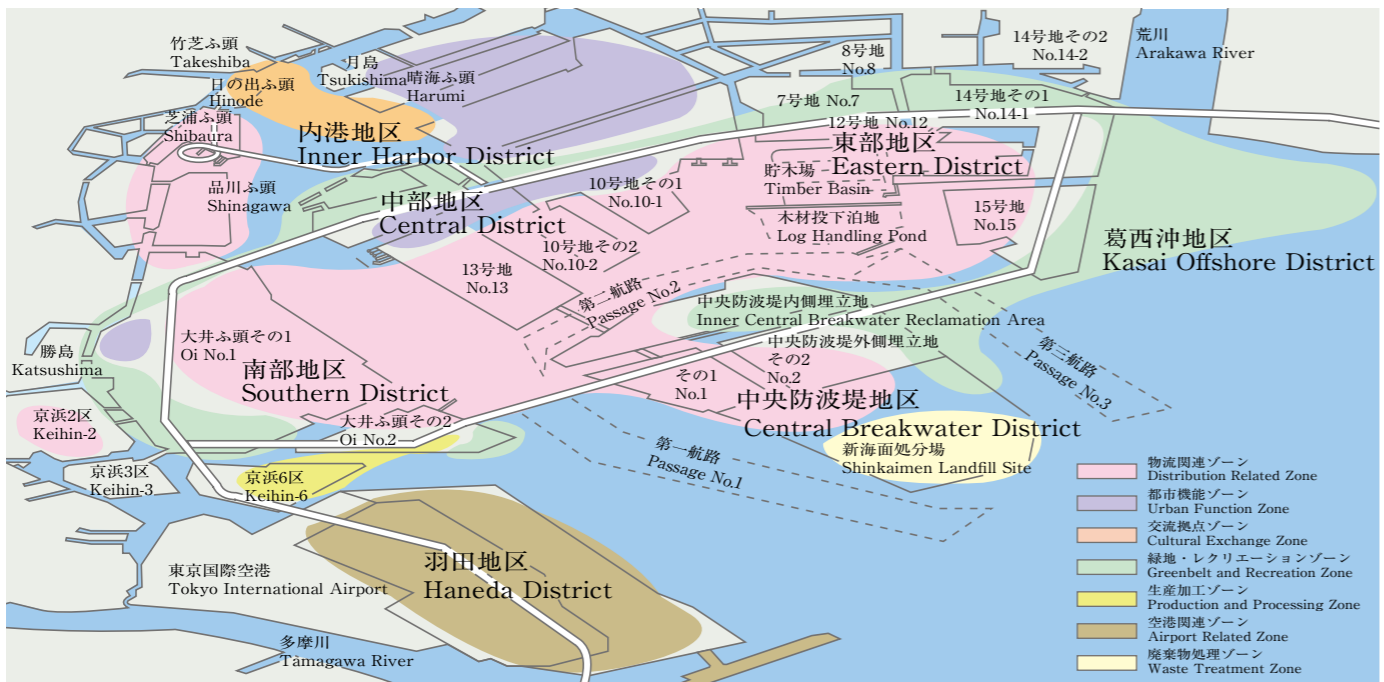 竹芝ふ頭
Takeshiba
月島
Tsukishima
晴海ふ頭
Harumi
日の出ふ頭
Hinode
芝浦ふ頭
Shibaura
内港地区
Inner Harbor District
品川ふ頭
Shinagawa
8号地
No.8
14号地その2
No.14-2
荒川
Arakawa River
7号地 No.7
14号地その1
No.14-1
12号地 No.12
東部地区
Eastern District
貯木場
Timber Basin
中部地区
Central District
10号地その1
No.10-1
木材投下泊地
Log Handling Pond
15号地
No.15
10号地その2
No.10-2
13号地
No.13
葛西沖地区
Kasai Offshore District
第二航路
Passage No.2
中央防波堤内側埋立地
Inner Central Breakwater Reclamation Area
大井ふ頭その1
Oi No.1
勝島
Katsushima
南部地区
Southern District
中央防波堤外側埋立地
その2
No.2
その1
No.1
第三航路
Passage No.3
中央防波堤地区
Central Breakwater District
京浜2区
Keihin-2
大井ふ頭その2
Oi No.2
第一航路
Passage No.1
新海面処分場
Shinkaimen Landfill Site
京浜3区
Keihin-3
京浜6区
Keihin-6
羽田地区
Haneda District
東京国際空港
Tokyo International Airport
多摩川
Tamagawa River
物流関連ゾーン
Distribution Related Zone
都市機能ゾーン
Urban Function Zone
交流拠点ゾーン
Cultural Exchange Zone
緑地・レクリエーションゾーン
Greenbelt and Recreation Zone
生産加工ゾーン
Production and Processing Zone
空港関連ゾーン
Airport Related Zone
廃棄物処理ゾーン
Waste Treatment Zone